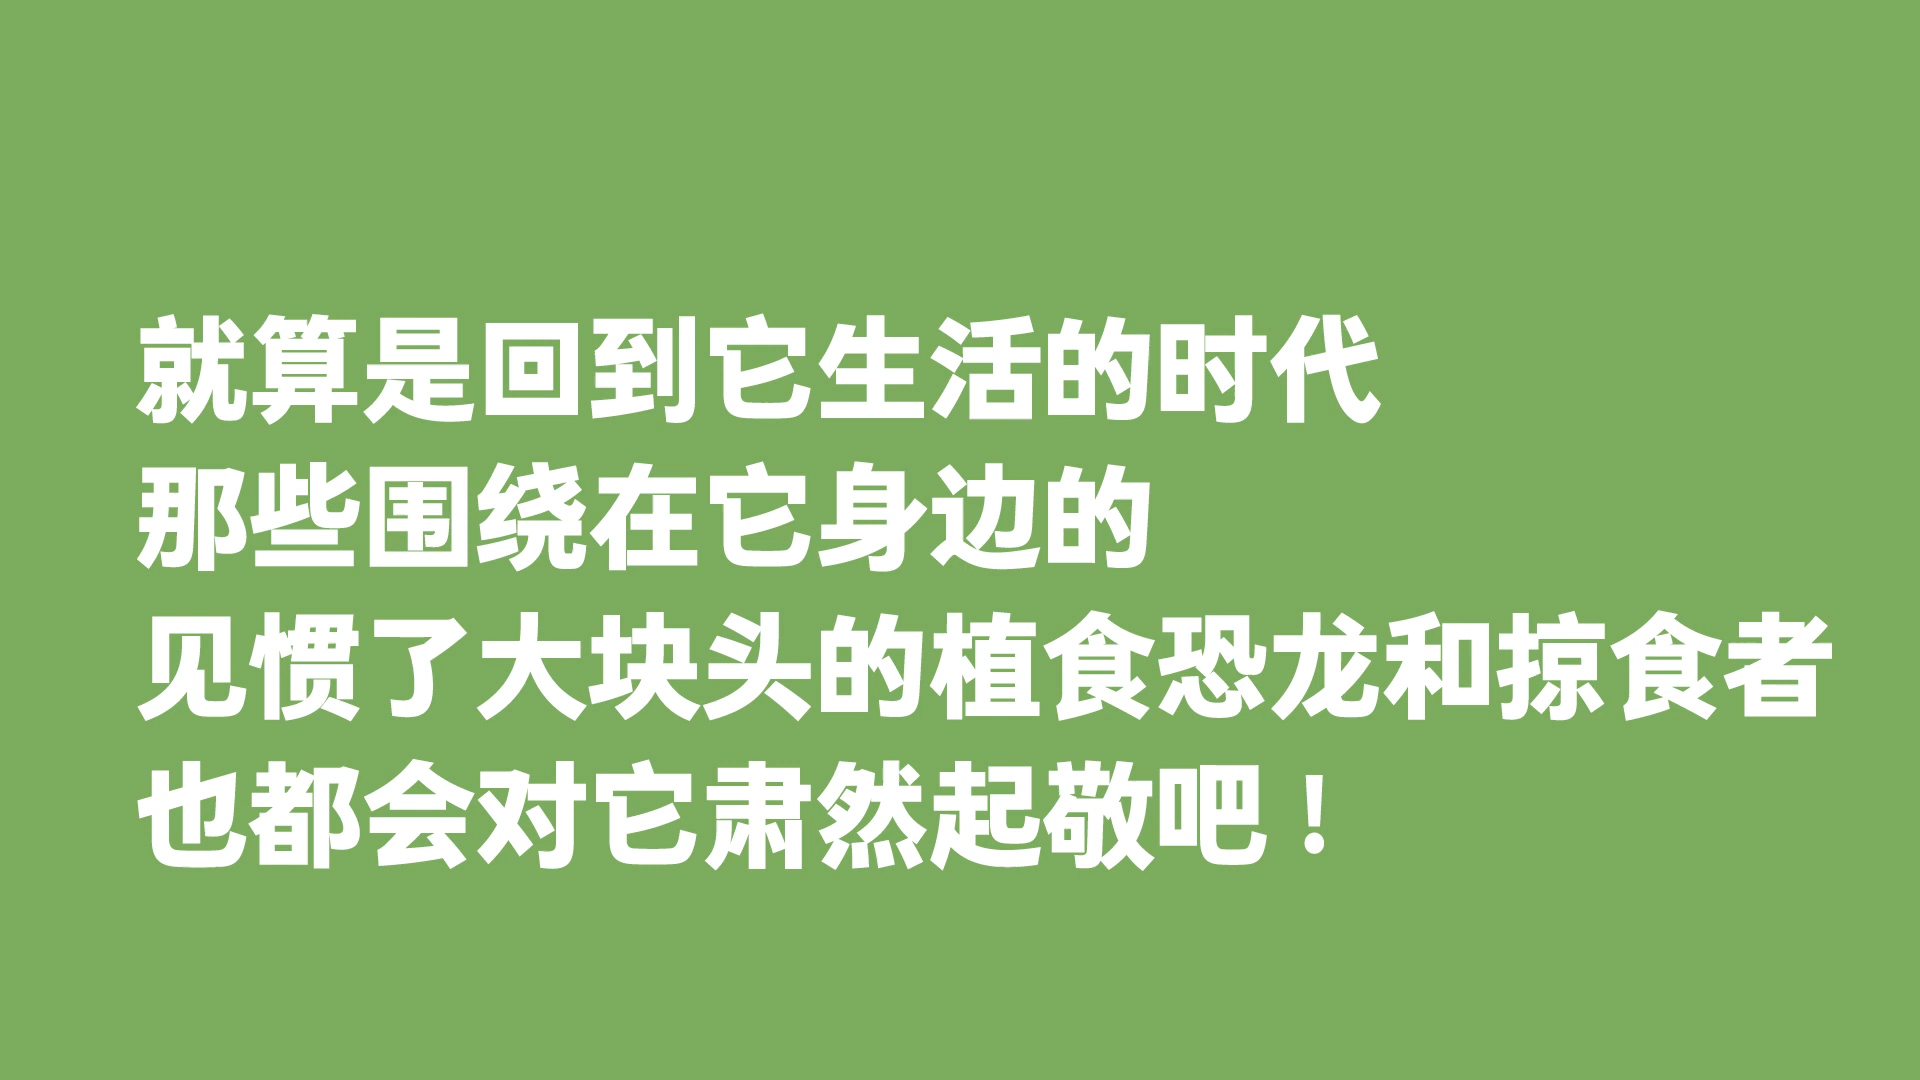 就算是回到它生活的时代
那些围绕在它身边的
见惯了大块头的植食恐龙和掠食者
也都会对它肃然起敬吧！